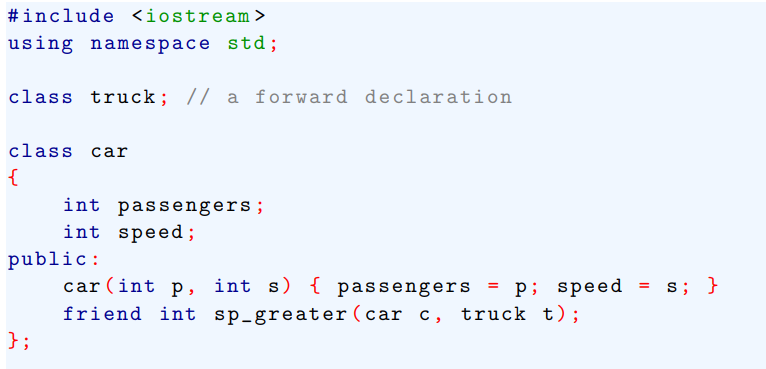 #include <iostream>
using namespace std;

class truck; // a forward declaration

class car
{
    int passengers;
    int speed;
public:
    car(int p, int s) { passengers = p; speed = s; }
    friend int sp_greater(car c, truck t);
};